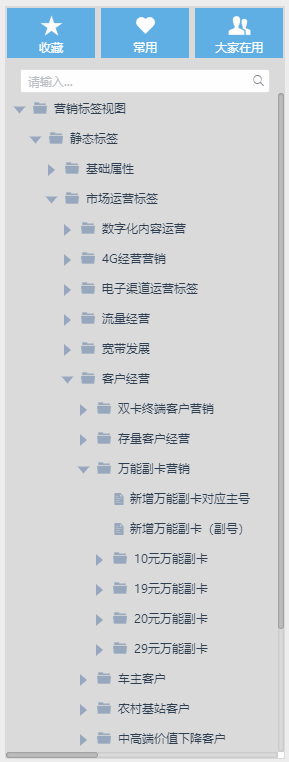 收藏 常用 大家在用
请输入...
营销标签视图
静态标签
基础属性
市场运营标签
数字化内容运营
4G经营营销
电子渠道运营标签
流量经营
宽带发展
客户经营
双卡终端客户营销
存量客户经营
万能副卡营销
新增万能副卡对应主号
新增万能副卡（副号）
10元万能副卡
19元万能副卡
20元万能副卡
29元万能副卡
车主客户
农村基站客户
中高端价值下降客户